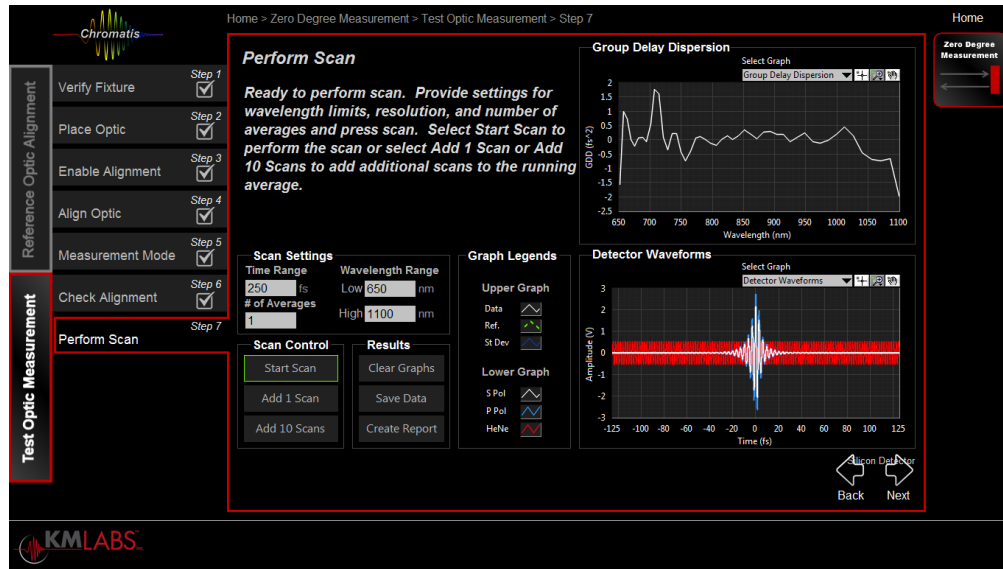 Chromatis
Home > Zero Degree Measurement > Test Optic Measurement > Step 7
Home
Zero Degree
Measurement
Reference Optic Alignment
Test Optic Measurement
Step 1
Verify Fixture
Step 2
Place Optic
Step 3
Enable Alignment
Step 4
Align Optic
Step 5
Measurement Mode
Step 6
Check Alignment
Step 7
Perform Scan
Perform Scan
Ready to perform scan. Provide settings for
wavelength limits, resolution, and number of
averages and press scan. Select Start Scan to
perform the scan or select Add 1 Scan or Add
10 Scans to add additional scans to the running
average.
Scan Settings
Time Range
250 fs
# of Averages
1
Wavelength Range
Low 650 nm
High 1100 nm
Scan Control
Start Scan
Add 1 Scan
Add 10 Scans
Results
Clear Graphs
Save Data
Create Report
Graph Legends
Upper Graph
Data
Ref.
St Dev
Lower Graph
S Pol
P Pol
HeNe
Group Delay Dispersion
Select Graph
Group Delay Dispersion
GDD (fs^2)
2
1.5
1
0.5
0
-0.5
-1
-1.5
-2
-2.5
650 700 750 800 850 900 950 1000 1050 1100
Wavelength (nm)
Detector Waveforms
Select Graph
Detector Waveforms
Amplitude (V)
3
2
1
0
-1
-2
-3
-125 -100 -80 -60 -40 -20 0 20 40 60 80 100 125
Time (fs)
Silicon Detector
Back Next
KMLABS